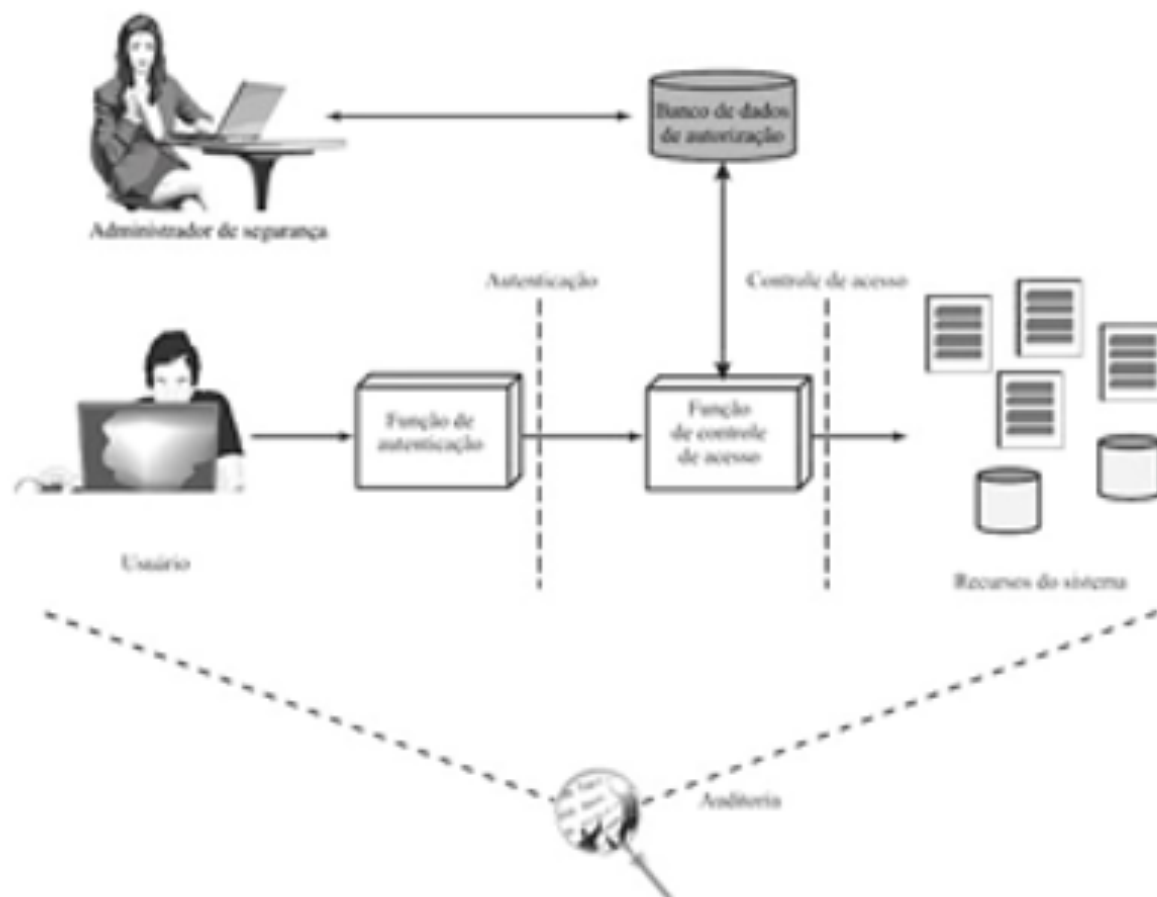 Banco de dados
de autorização
Administrador de segurança
Autenticação
Controle de acesso
Função de
autenticação
Função
de controle
de acesso
Usuário
Recursos do sistema
Auditoria